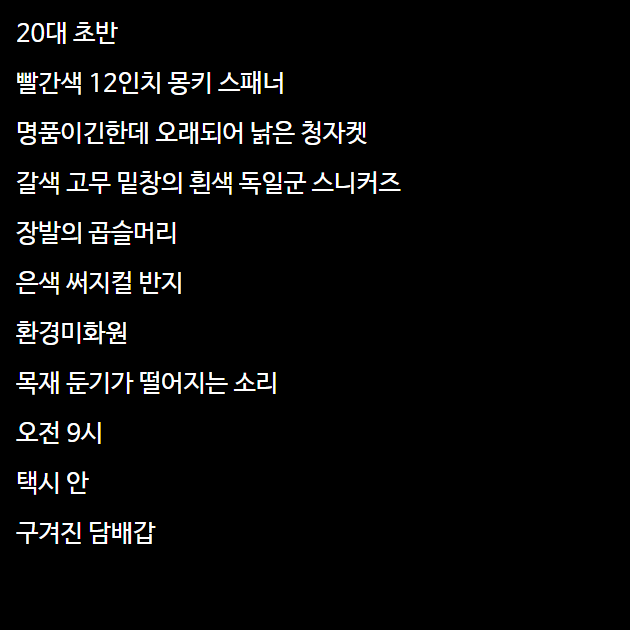 20대 초반
빨간색 12인치 몽키 스패너
명품이긴한데 오래되어 낡은 청자켓
갈색 고무 밑창의 흰색 독일군 스니커즈
장발의 곱슬머리
은색 써지컬 반지
환경미화원
목재 둔기가 떨어지는 소리
오전 9시
택시 안
구겨진 담배갑